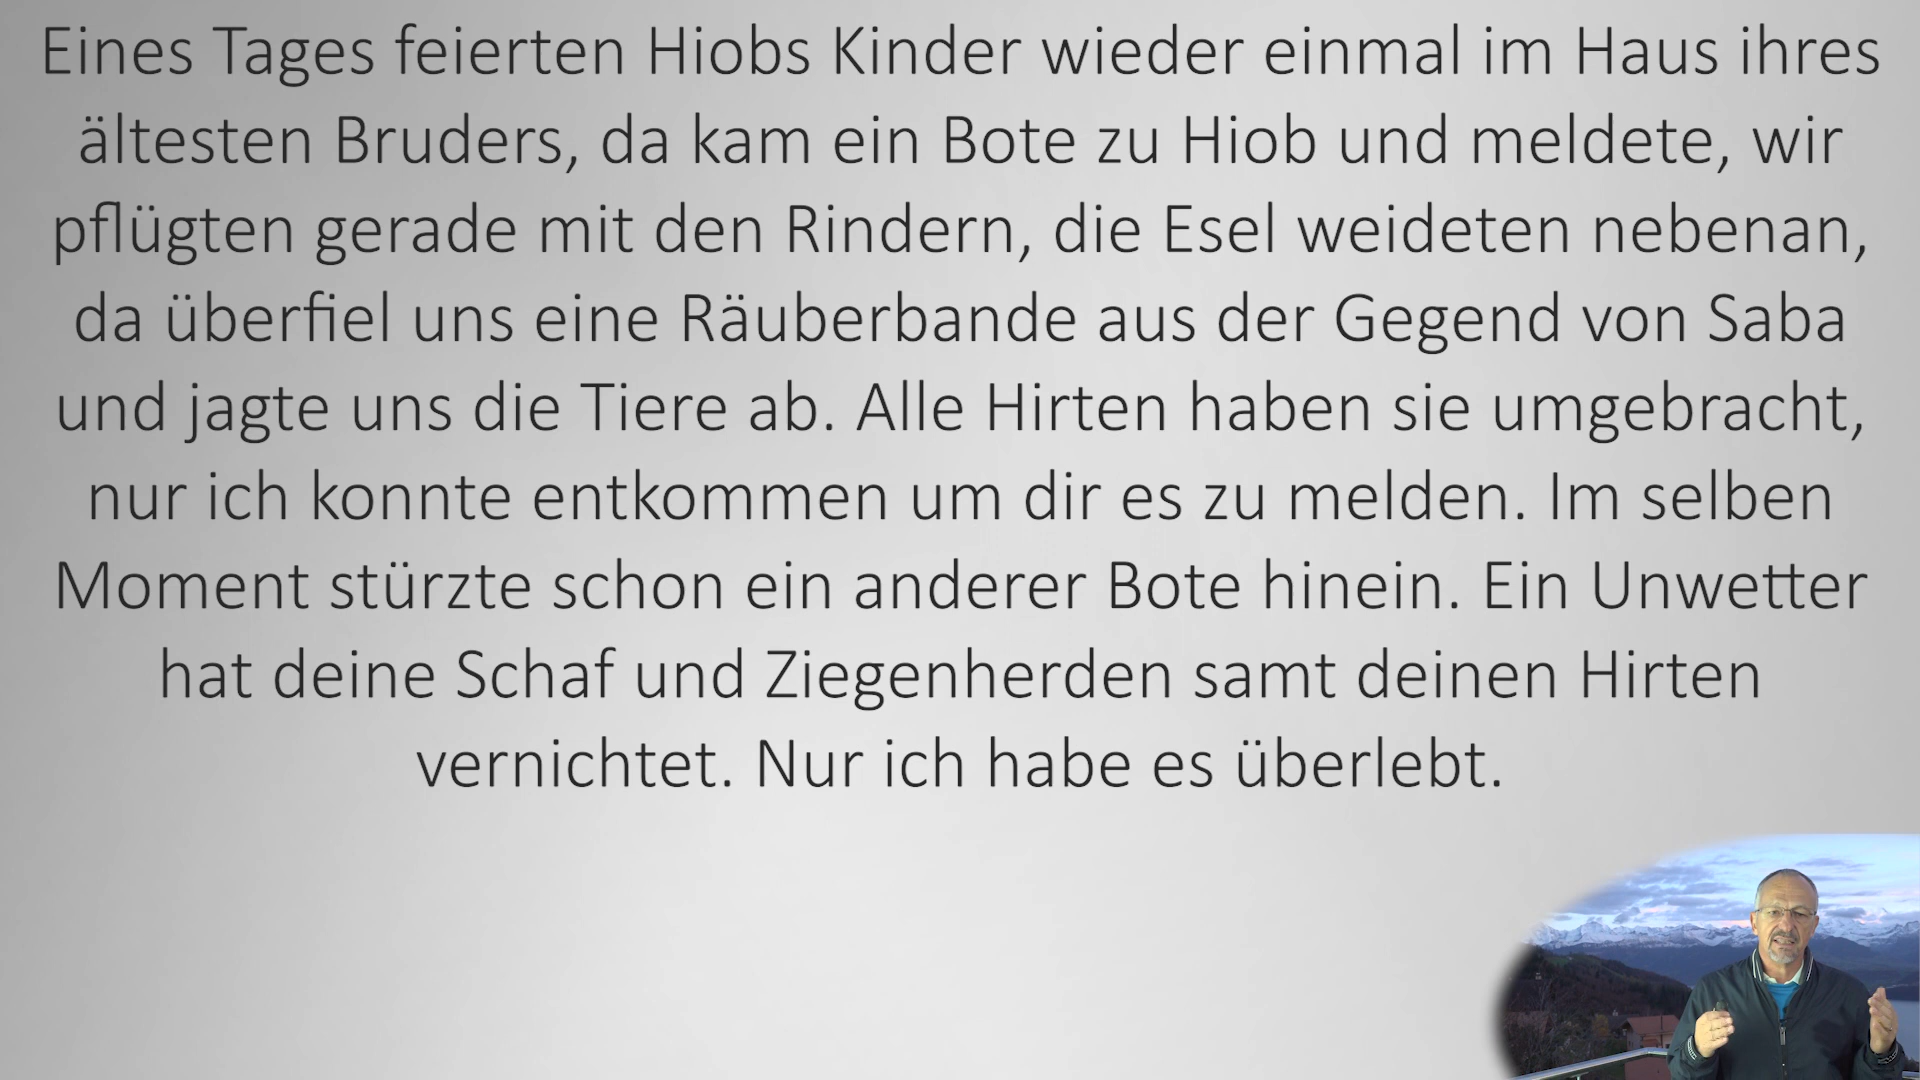 Eines Tages feierten Hiobs Kinder wieder einmal im Haus ihres
ältesten Bruders, da kam ein Bote zu Hiob und meldete, wir
pflügten gerade mit den Rindern, die Esel weideten nebenan,
da überfiel uns eine Räuberbande aus der Gegend von Saba
und jagte uns die Tiere ab. Alle Hirten haben sie umgebracht,
nur ich konnte entkommen um dir es zu melden. Im selben
Moment stürzte schon ein anderer Bote hinein. Ein Unwetter
hat deine Schaf und Ziegenherden samt deinen Hirten
vernichtet. Nur ich habe es überlebt.